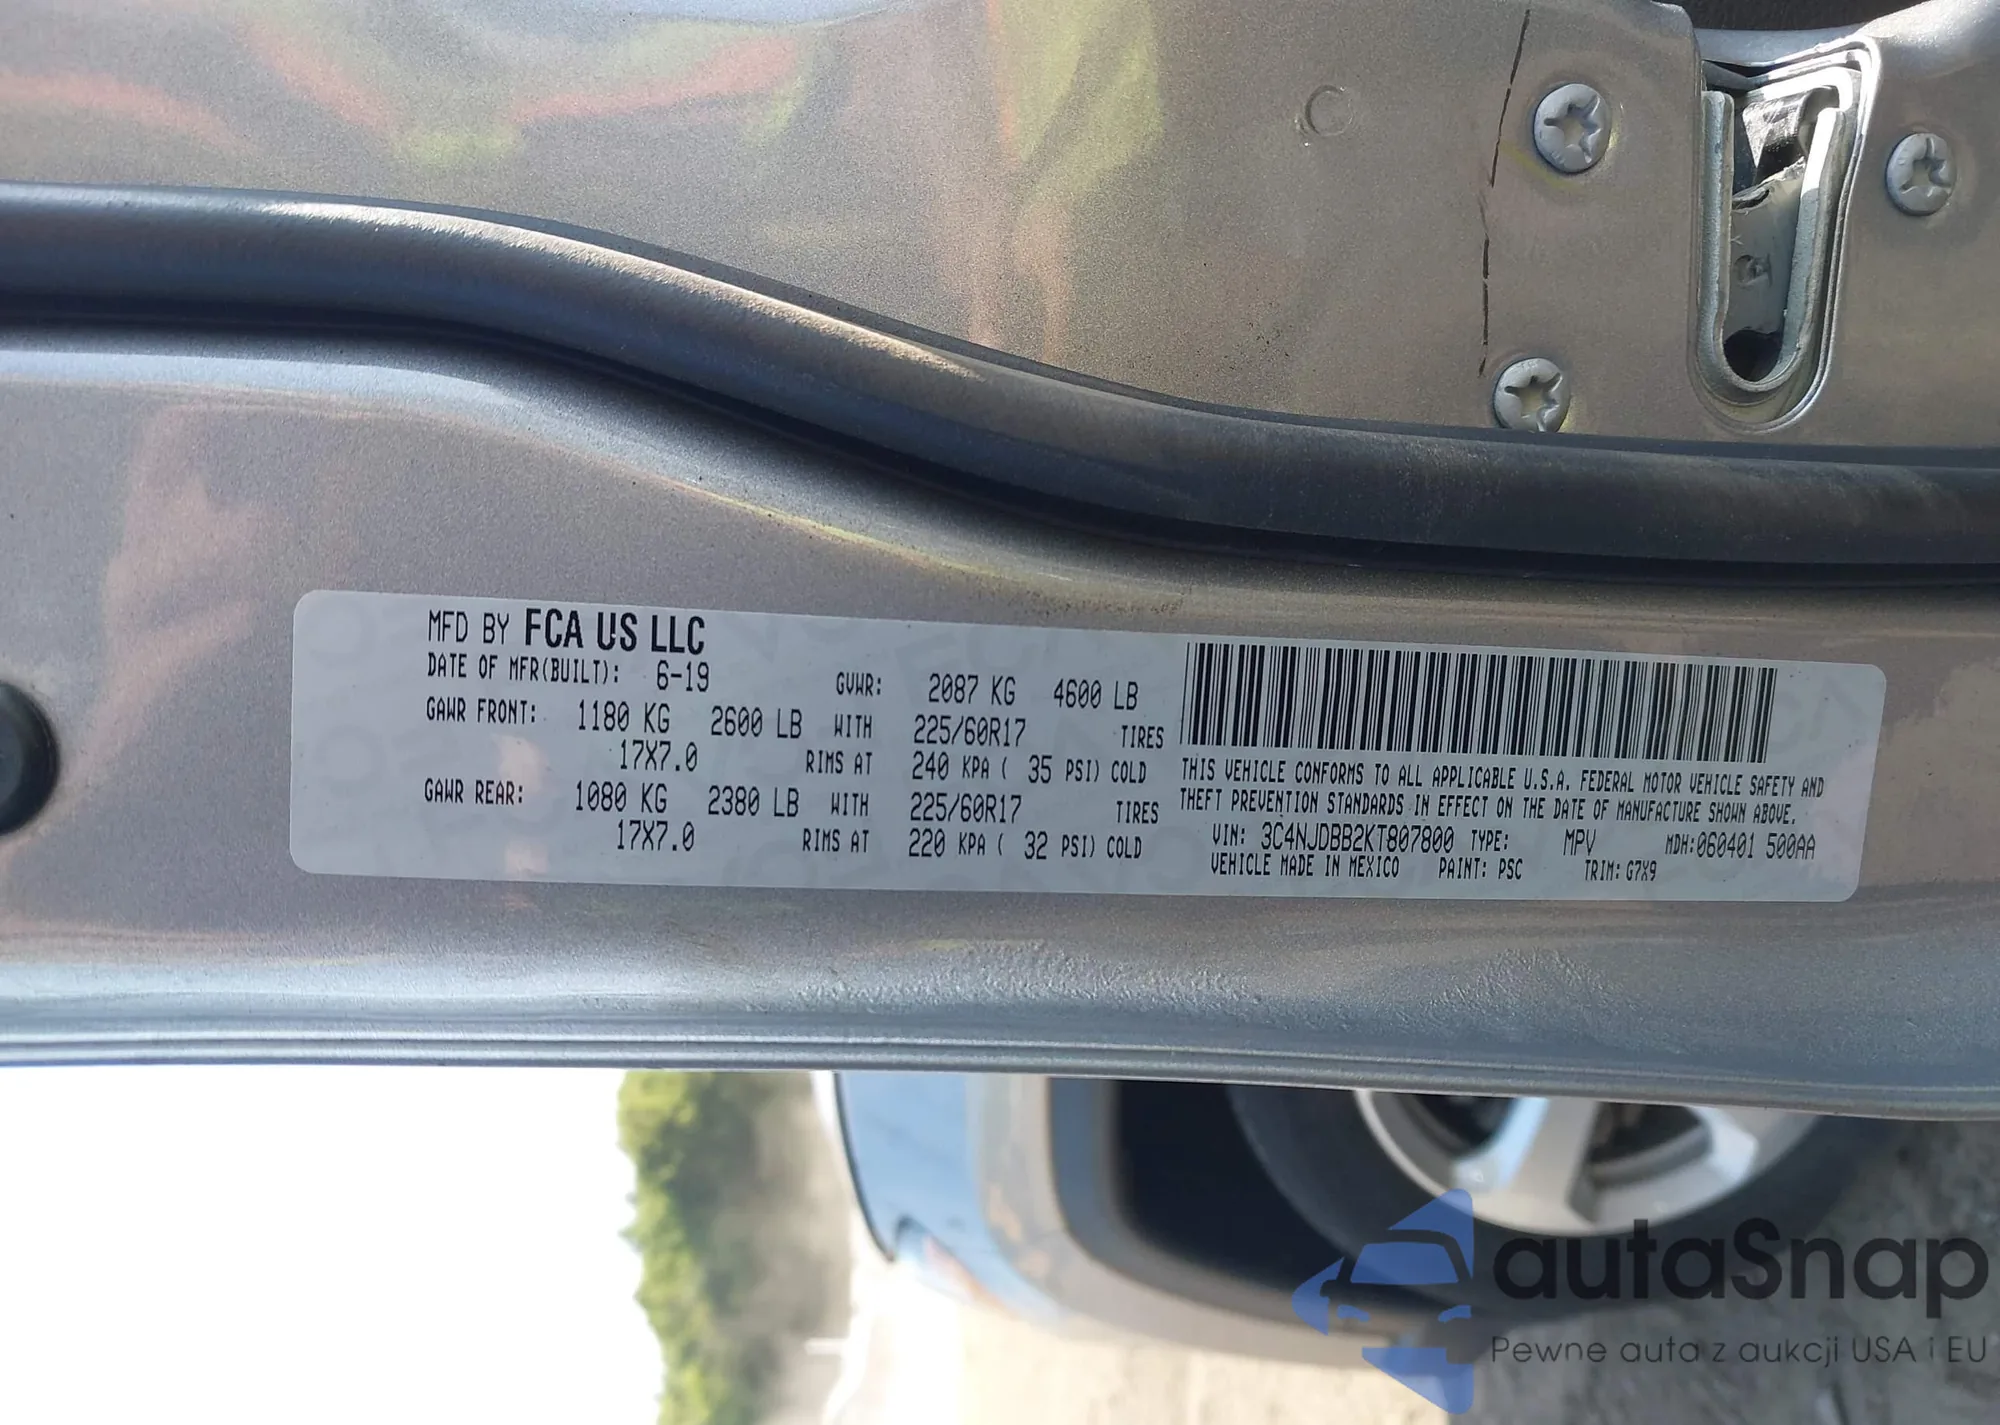 MFD BY FCA US LLC
DATE OF MFR(BUILT): 6-19 GVWR: 2087 KG 4600 LB
GAWR FRONT: 1180 KG 2600 LB WITH 225/60R17 TIRES
17X7.0 RIMS AT 240 KPA ( 35 PSI) COLD
GAWR REAR: 1080 KG 2380 LB WITH 225/60R17 TIRES
17X7.0 RIMS AT 220 KPA ( 32 PSI) COLD
THIS VEHICLE CONFORMS TO ALL APPLICABLE U.S.A. FEDERAL MOTOR VEHICLE SAFETY AND
THEFT PREVENTION STANDARDS IN EFFECT ON THE DATE OF MANUFACTURE SHOWN ABOVE.
VIN: 3C4NJDBB2KT807800 TYPE: MPV MDH:060401 500AA
VEHICLE MADE IN MEXICO PAINT: PSC TRIM: G7X9
autaSnap
Pewne auta z aukcji USA i EU